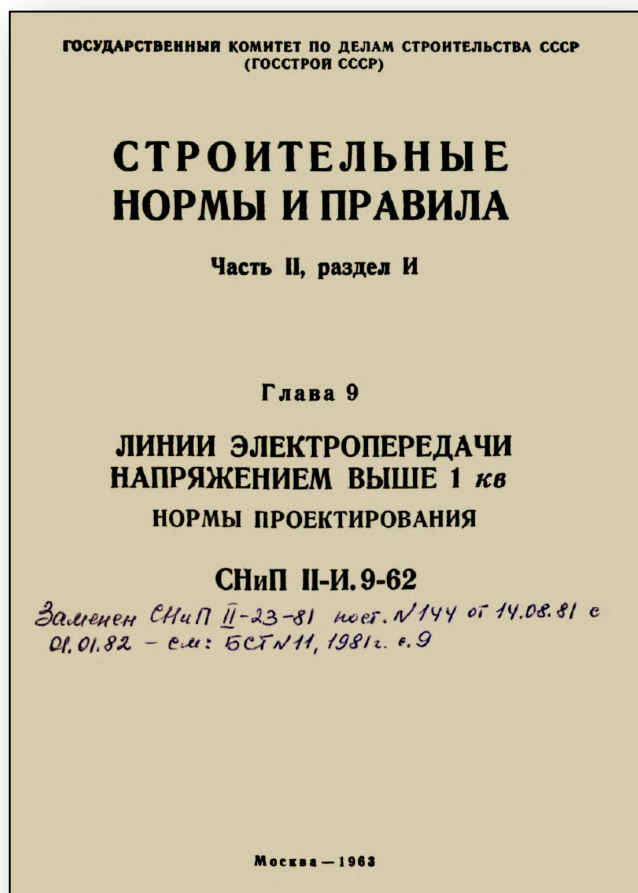 ГОСУДАРСТВЕННЫЙ КОМИТЕТ ПО ДЕЛАМ СТРОИТЕЛЬСТВА СССР
(ГОССТРОЙ СССР)
СТРОИТЕЛЬНЫЕ
НОРМЫ И ПРАВИЛА
Часть II, раздел И
Глава 9
ЛИНИИ ЭЛЕКТРОПЕРЕДАЧИ
НАПРЯЖЕНИЕМ ВЫШЕ 1 кв
НОРМЫ ПРОЕКТИРОВАНИЯ
СНиП II-И.9-62
Заменен СНиП II-23-81 пост. N144 от 14.08.81 с
01.01.82 - см: БСТ N11, 1981г. с.9
Москва — 1963